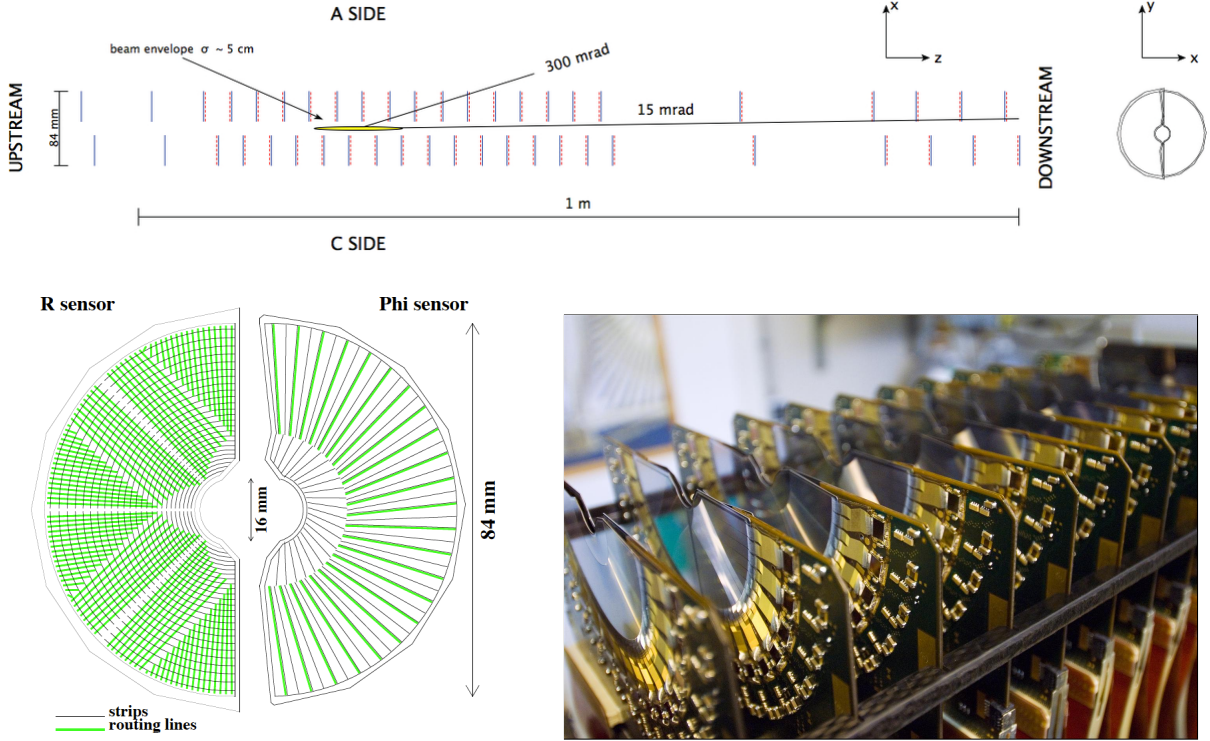 A SIDE
x
y
beam envelope σ ~ 5 cm
300 mrad
z
x
UPSTREAM
84 mm
15 mrad
DOWNSTREAM
1 m
C SIDE
R sensor
Phi sensor
16 mm
84 mm
strips
routing lines